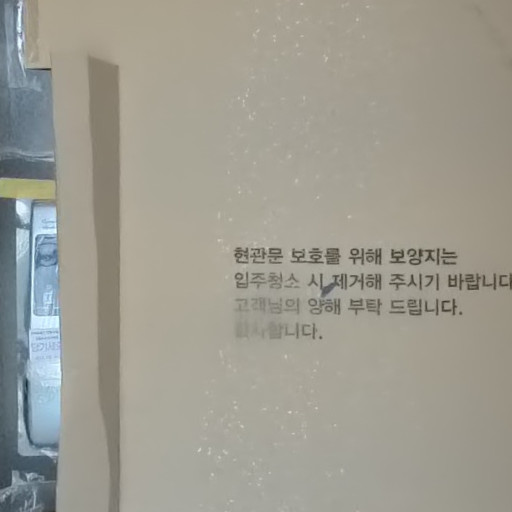 현관문 보호를 위해 보양지는
입주청소 시 제거해 주시기 바랍니다
고객님의 양해 부탁 드립니다.
감사합니다.